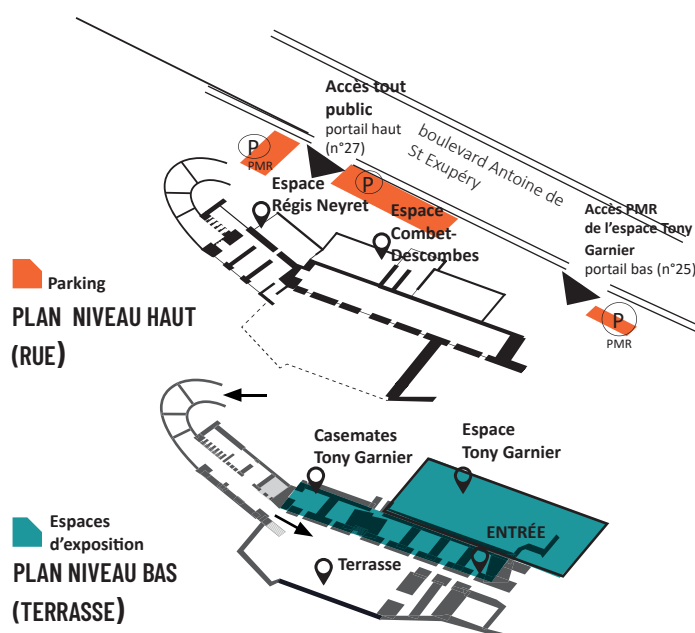 Accès tout
public
portail haut
(n°27)
boulevard Antoine de
St Exupéry
P
PMR
P
Espace
Régis Neyret
Espace
Combet-
Descombes
Accès PMR
de l'espace Tony
Garnier
portail bas (n°25)
P
PMR
Parking
PLAN NIVEAU HAUT
(RUE)
Casemates
Tony Garnier
Espace
Tony Garnier
ENTRÉE
Terrasse
Espaces
d'exposition
PLAN NIVEAU BAS
(TERRASSE)